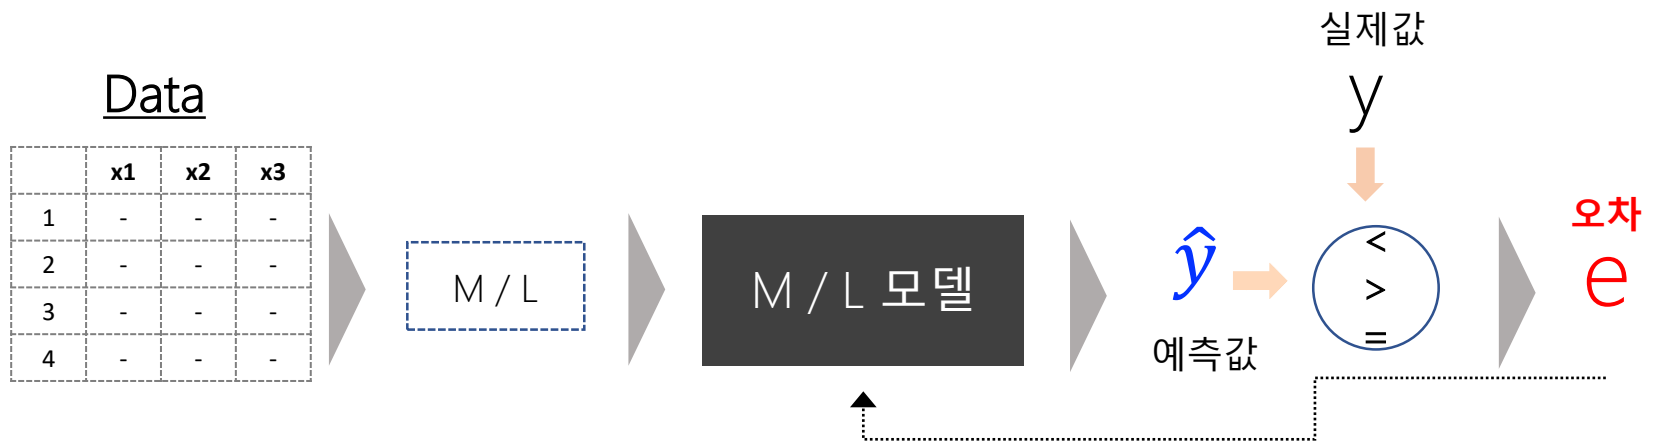 Data
x1 x2 x3
1 - - -
2 - - -
3 - - -
4 - - -
M / L
M / L 모델
ŷ
예측값
실제값
y
<
>
=
오차
e